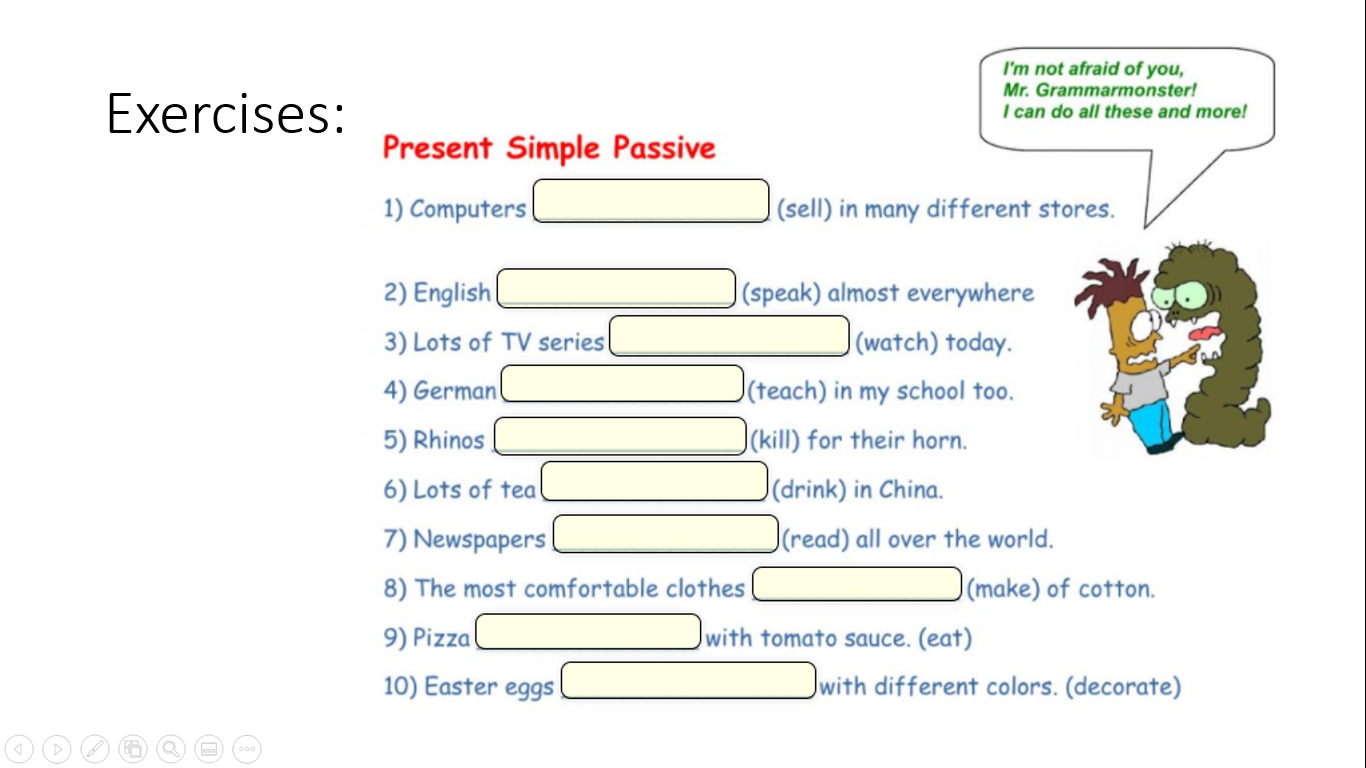 Exercises:
I'm not afraid of you,
Mr. Grammarmonster!
I can do all these and more!
Present Simple Passive
1) Computers (sell) in many different stores.
2) English (speak) almost everywhere
3) Lots of TV series (watch) today.
4) German (teach) in my school too.
5) Rhinos (kill) for their horn.
6) Lots of tea (drink) in China.
7) Newspapers (read) all over the world.
8) The most comfortable clothes (make) of cotton.
9) Pizza with tomato sauce. (eat)
10) Easter eggs with different colors. (decorate)